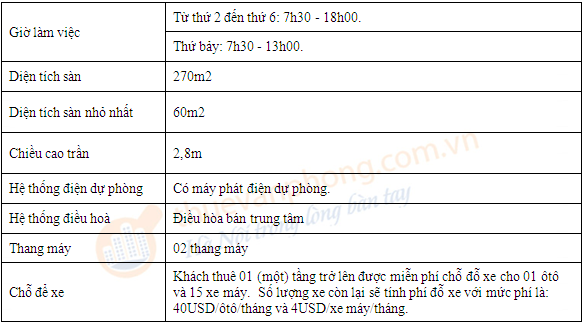 Giờ làm việc
Từ thứ 2 đến thứ 6: 7h30 - 18h00.
Thứ bảy: 7h30 - 13h00.
Diện tích sàn
270m2
Diện tích sàn nhỏ nhất
60m2
Chiều cao trần
2,8m
Hệ thống điện dự phòng
Có máy phát điện dự phòng.
Hệ thống điều hoà
Điều hòa bán trung tâm
Thang máy
02 tháng máy
Chỗ để xe
Khách thuê 01 (một) tầng trở lên được miễn phí chỗ đỗ xe cho 01 ôtô
và 15 xe máy. Số lượng xe còn lại sẽ tính phí đỗ xe với mức phí là:
40USD/ôtô/tháng và 4USD/xe máy/tháng.
thuevanphong.com.vn
Hà Nội trong lòng bàn tay